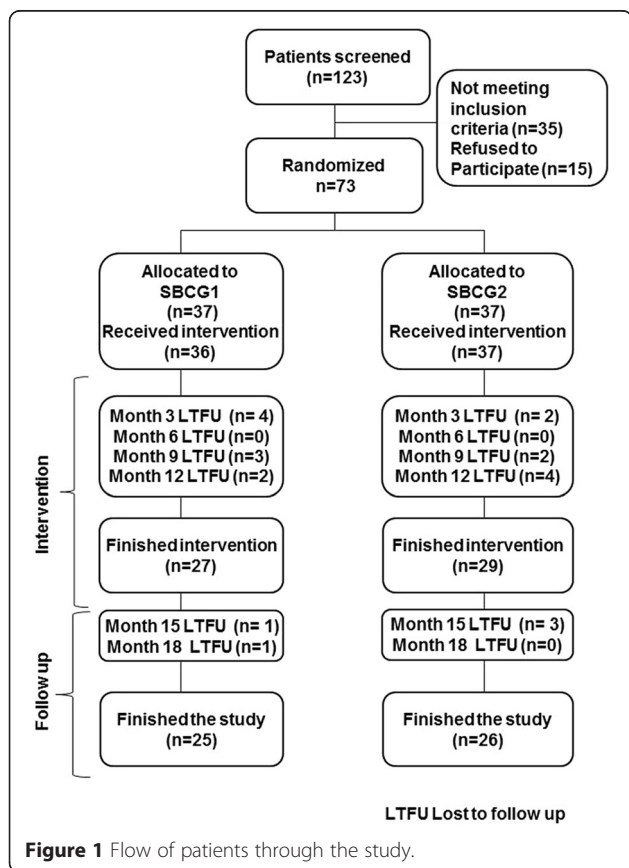 Patients screened
(n=123)
Not meeting
inclusion
criteria (n=35)
Refused to
Participate (n=15)
Randomized
n=73
Allocated to
SBCG1
(n=37)
Received intervention
(n=36)
Allocated to
SBCG2
(n=37)
Received intervention
(n=37)
Intervention
Month 3 LTFU (n= 4)
Month 6 LTFU (n=0)
Month 9 LTFU (n=3)
Month 12 LTFU (n=2)
Month 3 LTFU (n= 2)
Month 6 LTFU (n=0)
Month 9 LTFU (n=2)
Month 12 LTFU (n=4)
Finished intervention
(n=27)
Finished intervention
(n=29)
Follow up
Month 15 LTFU (n= 1)
Month 18 LTFU (n=1)
Month 15 LTFU (n= 3)
Month 18 LTFU (n=0)
Finished the study
(n=25)
Finished the study
(n=26)
LTFU Lost to follow up
Figure 1 Flow of patients through the study.